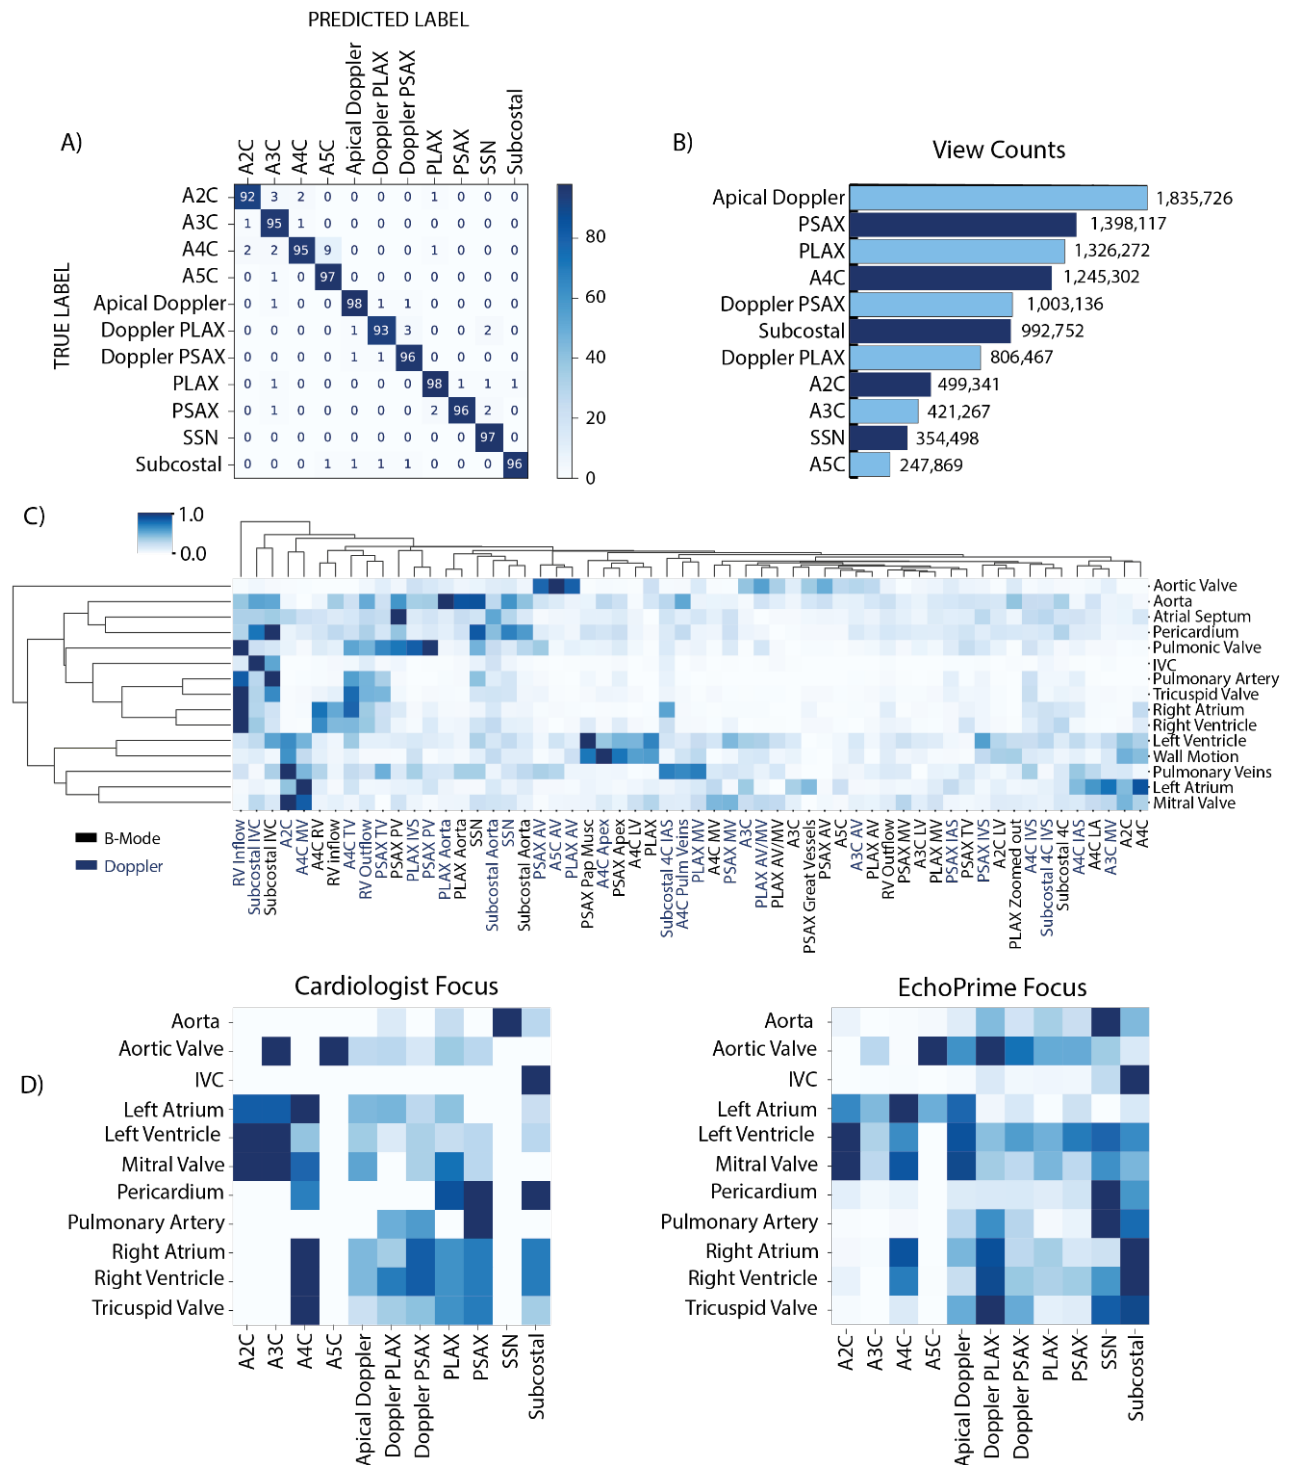 PREDICTED LABEL
A)
A2C
A3C
A4C
A5C
Apical Doppler
Doppler PLAX
Doppler PSAX
PLAX
PSAX
SSN
Subcostal
TRUE LABEL
A2C 92 3 2 0 0 0 0 1 0 0 0
A3C 1 95 1 0 0 0 0 0 0 0 0
A4C 2 2 95 9 0 0 0 1 0 0 0
A5C 0 1 0 97 0 0 0 0 0 0 0
Apical Doppler 0 1 0 0 98 1 1 0 0 0 0
Doppler PLAX 0 0 0 0 1 93 3 0 0 2 0
Doppler PSAX 0 0 0 0 1 1 96 0 0 0 0
PLAX 0 1 0 0 0 0 0 98 1 1 1
PSAX 0 1 0 0 0 0 0 2 96 2 0
SSN 0 0 0 0 0 0 0 0 0 97 0
Subcostal 0 0 0 1 1 1 1 0 0 0 96
80
60
40
20
0
B)
View Counts
Apical Doppler 1,835,726
PSAX 1,398,117
PLAX 1,326,272
A4C 1,245,302
Doppler PSAX 1,003,136
Subcostal 992,752
Doppler PLAX 806,467
A2C 499,341
A3C 421,267
SSN 354,498
A5C 247,869
C)
1.0
0.0
Aortic Valve
Aorta
Atrial Septum
Pericardium
Pulmonic Valve
IVC
Pulmonary Artery
Tricuspid Valve
Right Atrium
Right Ventricle
Left Ventricle
Wall Motion
Pulmonary Veins
Left Atrium
Mitral Valve
B-Mode
Doppler
RV Inflow
Subcostal IVC
Subcostal IVC
A2C
A4C MV
A4C RV
RV inflow
A4C TV
RV Outflow
PSAX TV
PSAX PV
PLAX IVS
PSAX PV
PLAX Aorta
PLAX Aorta
SSN
Subcostal Aorta
SSN
Subcostal Aorta
PSAX AV
A5C AV
PLAX AV
PSAX Pap Musc
A4C Apex
PSAX Apex
A4C LV
PLAX
Subcostal 4C IAS
A4C Pulm Veins
PLAX MV
A4C MV
PSAX MV
A3C
PLAX AV/MV
PLAX AV/MV
A3C
PSAX Great Vessels
PSAX AV
A5C
A3C AV
PLAX AV
RV Outflow
PSAX MV
A3C LV
PLAX MV
PSAX IAS
PSAX TV
PSAX IVS
A2C LV
PLAX Zoomed out
A4C IVS
Subcostal 4C IVS
Subcostal 4C
A4C IAS
A4C LA
A3C MV
A2C
A4C
D)
Cardiologist Focus
Aorta
Aortic Valve
IVC
Left Atrium
Left Ventricle
Mitral Valve
Pericardium
Pulmonary Artery
Right Atrium
Right Ventricle
Tricuspid Valve
A2C
A3C
A4C
A5C
Apical Doppler
Doppler PLAX
Doppler PSAX
PLAX
PSAX
SSN
Subcostal
EchoPrime Focus
Aorta
Aortic Valve
IVC
Left Atrium
Left Ventricle
Mitral Valve
Pericardium
Pulmonary Artery
Right Atrium
Right Ventricle
Tricuspid Valve
A2C
A3C
A4C
A5C
Apical Doppler
Doppler PLAX
Doppler PSAX
PLAX
PSAX
SSN
Subcostal